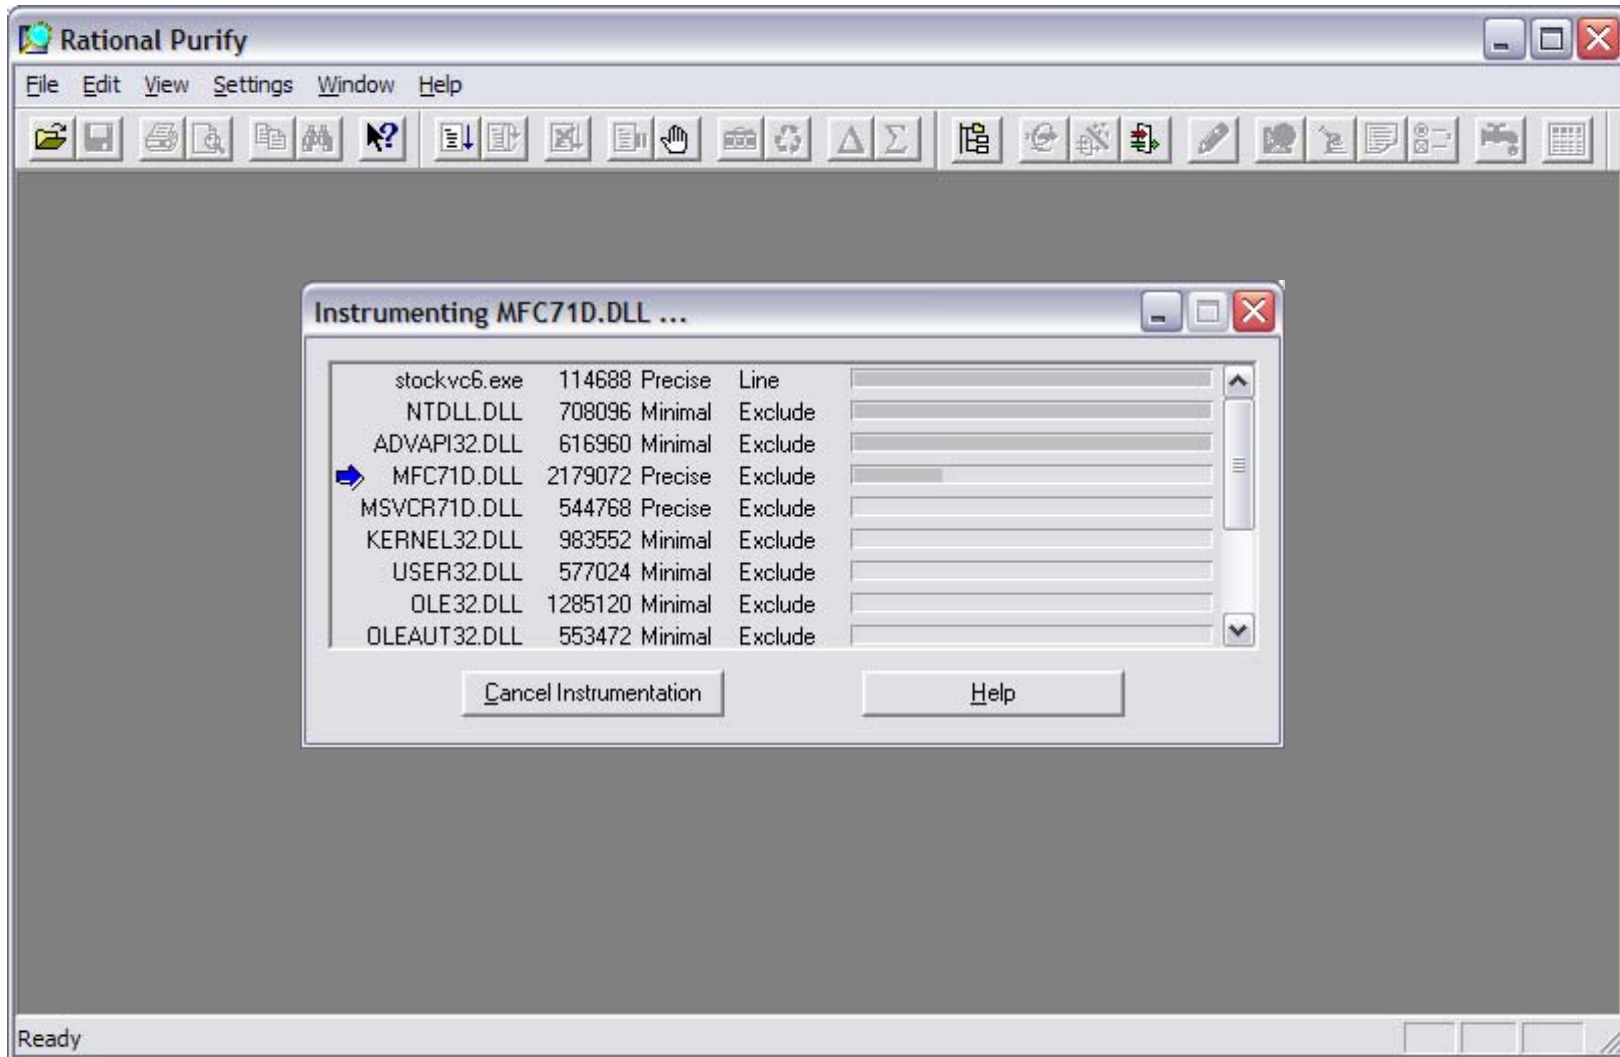 Rational Purify
File Edit View Settings Window Help
Instrumenting MFC71D.DLL ...
stockvc6.exe 114688 Precise Line
NTDLL.DLL 708096 Minimal Exclude
ADVAPI32.DLL 616960 Minimal Exclude
MFC71D.DLL 2179072 Precise Exclude
MSVCR71D.DLL 544768 Precise Exclude
KERNEL32.DLL 983552 Minimal Exclude
USER32.DLL 577024 Minimal Exclude
OLE32.DLL 1285120 Minimal Exclude
OLEAUT32.DLL 553472 Minimal Exclude
Cancel Instrumentation Help
Ready